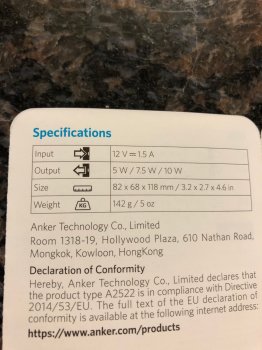 Specifications
Input 12 V ⎓ 1.5 A
Output 5 W / 7.5 W / 10 W
Size 82 x 68 x 118 mm / 3.2 x 2.7 x 4.6 in
Weight KG 142 g / 5 oz
Anker Technology Co., Limited
Room 1318-19, Hollywood Plaza, 610 Nathan Road,
Mongkok, Kowloon, HongKong
Declaration of Conformity
Hereby, Anker Technology Co., Limited declares that
the product type A2522 is in compliance with Directive
2014/53/EU. The full text of the EU declaration of
conformity is available at the following internet address:
https://www.anker.com/products